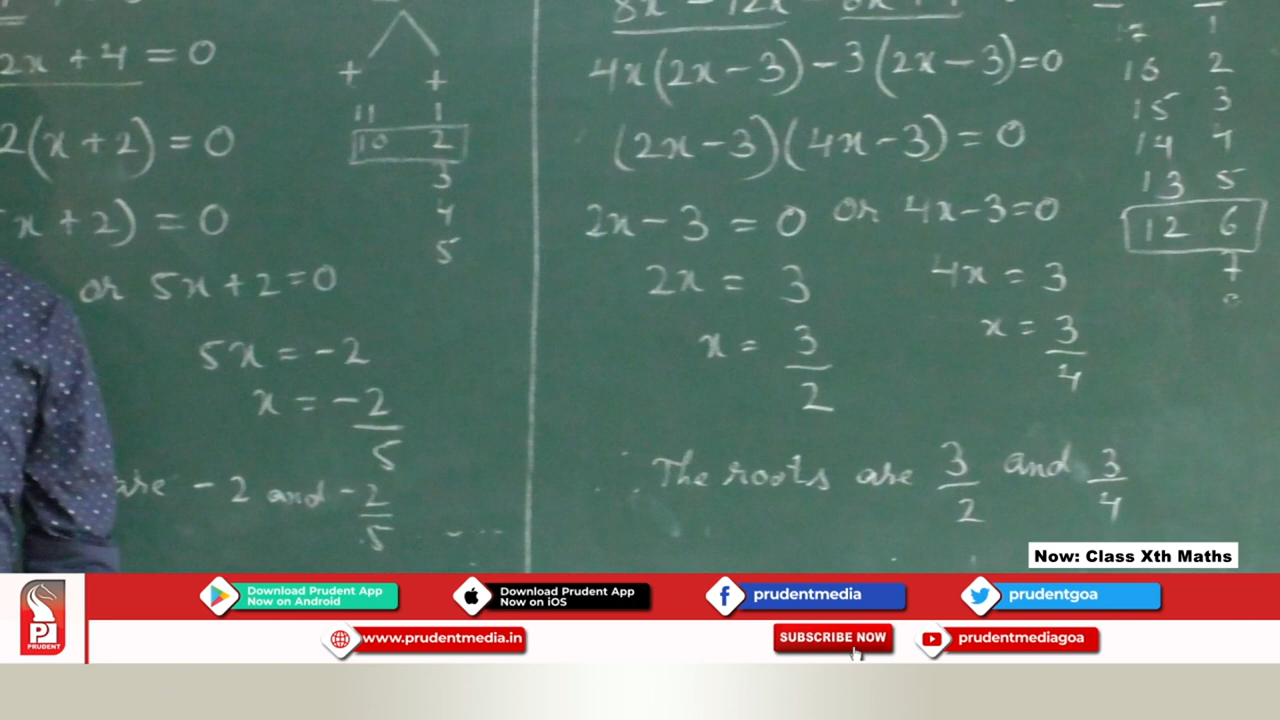 2x + 4 = 0
2(x + 2) = 0
x + 2) = 0
or 5x + 2 = 0
5x = -2
x = -2/5
are -2 and -2/5
+ +
11 1
10 2
3
4
5
4x(2x - 3) - 3(2x - 3) = 0
(2x - 3)(4x - 3) = 0
2x - 3 = 0 or 4x - 3 = 0
2x = 3 4x = 3
x = 3/2 x = 3/4
∴ The roots are 3/2 and 3/4
1
16 2
15 3
14 4
13 5
12 6
7
Now: Class Xth Maths
Download Prudent App
Now on Android
Download Prudent App
Now on iOS
prudentmedia
prudentgoa
PRUDENT
www.prudentmedia.in
SUBSCRIBE NOW
prudentmediagoa